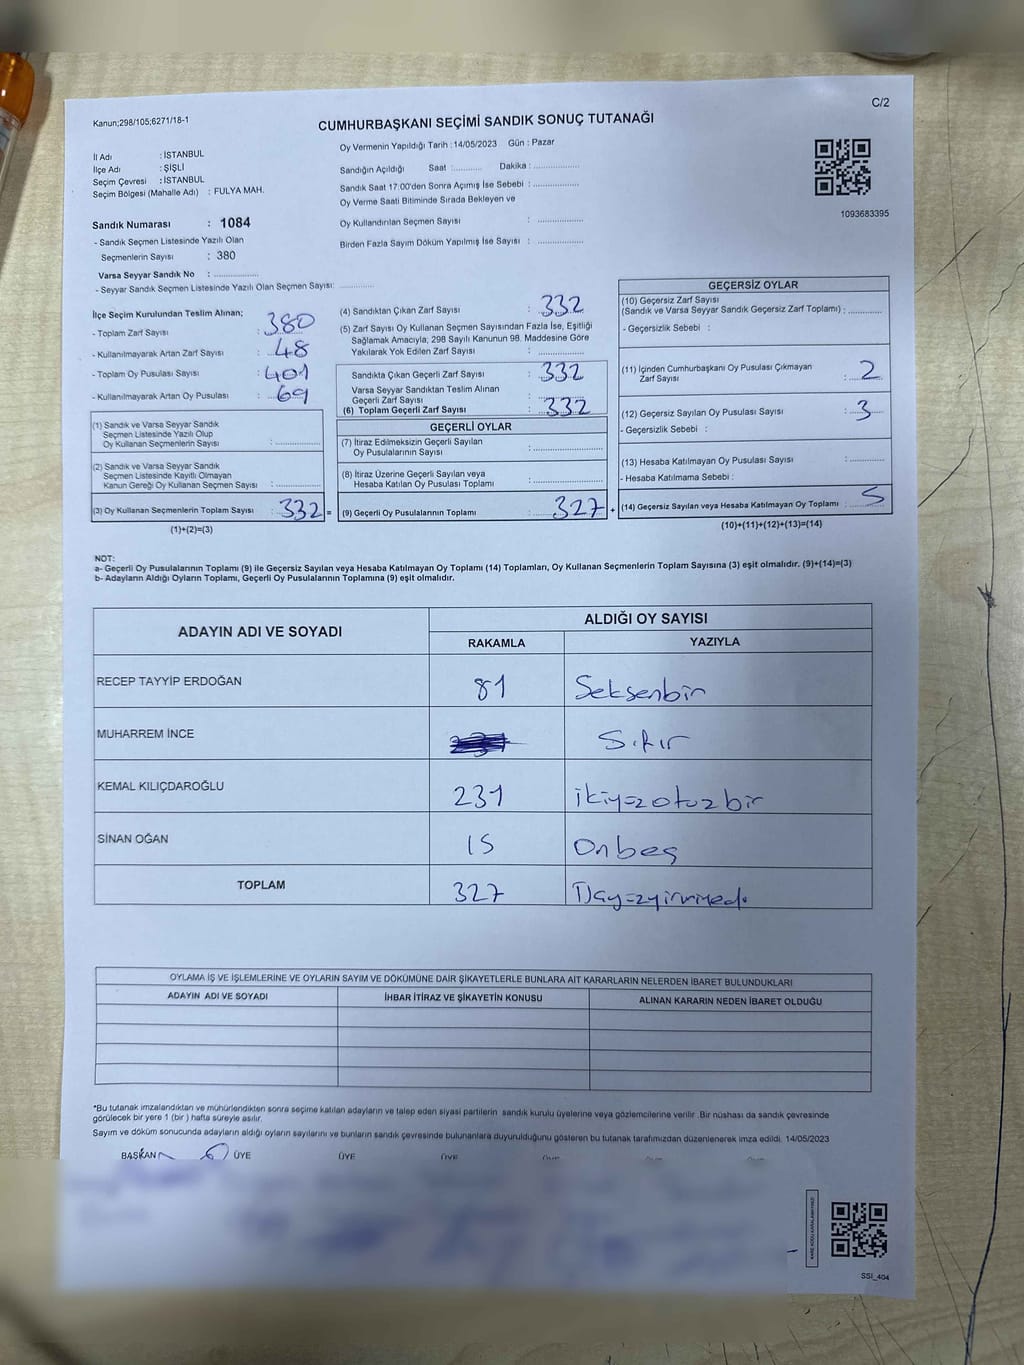 C/2
Kanun;298/105;6271/18-1
CUMHURBAŞKANI SEÇİMİ SANDIK SONUÇ TUTANAĞI
İl Adı : İSTANBUL
İlçe Adı : ŞİŞLİ
Seçim Çevresi : İSTANBUL
Seçim Bölgesi (Mahalle Adı) : FULYA MAH.
Sandık Numarası : 1084
- Sandık Seçmen Listesinde Yazılı Olan
Seçmenlerin Sayısı : 380
Varsa Seyyar Sandık No : ................
- Seyyar Sandık Seçmen Listesinde Yazılı Olan Seçmen Sayısı: ............
Oy Vermenin Yapıldığı Tarih : 14/05/2023 Gün : Pazar
Sandığın Açıldığı Saat :.......... Dakika : ................
Sandık Saat 17:00'den Sonra Açımış İse Sebebi : ................
Oy Verme Saati Bitiminde Sırada Bekleyen ve
Oy Kullandırılan Seçmen Sayısı : ................
Birden Fazla Sayım Döküm Yapılmış İse Sayısı : ................
1093683395
İlçe Seçim Kurulundan Teslim Alınan;
- Toplam Zarf Sayısı : 380
- Kullanılmayarak Artan Zarf Sayısı : 48
- Toplam Oy Pusulası Sayısı : 401
- Kullanılmayarak Artan Oy Pusulası : 69
(1) Sandık ve Varsa Seyyar Sandık
Seçmen Listesinde Yazılı Olup
Oy Kullanan Seçmenlerin Sayısı : ................
(2) Sandık ve Varsa Seyyar Sandık
Seçmen Listesinde Kayıtlı Olmayan
Kanun Gereği Oy Kullanan Seçmen Sayısı : ................
(3) Oy Kullanan Seçmenlerin Toplam Sayısı : 332 =
(1)+(2)=(3)
(4) Sandıktan Çıkan Zarf Sayısı : 332
(5) Zarf Sayısı Oy Kullanan Seçmen Sayısından Fazla İse, Eşitliği
Sağlamak Amacıyla; 298 Sayılı Kanunun 98. Maddesine Göre
Yakılarak Yok Edilen Zarf Sayısı : ................
Sandıkta Çıkan Geçerli Zarf Sayısı : 332
Varsa Seyyar Sandıktan Teslim Alınan
Geçerli Zarf Sayısı : ................
(6) Toplam Geçerli Zarf Sayısı : 332
GEÇERLİ OYLAR
(7) İtiraz Edilmeksizin Geçerli Sayılan
Oy Pusulalarının Sayısı : ................
(8) İtiraz Üzerine Geçerli Sayılan veya
Hesaba Katılan Oy Pusulası Toplamı : ................
(9) Geçerli Oy Pusulalarının Toplamı : 327 +
GEÇERSİZ OYLAR
(10) Geçersiz Zarf Sayısı
(Sandık ve Varsa Seyyar Sandık Geçersiz Zarf Toplamı) : ..........
- Geçersizlik Sebebi :
(11) İçinden Cumhurbaşkanı Oy Pusulası Çıkmayan
Zarf Sayısı : 2
(12) Geçersiz Sayılan Oy Pusulası Sayısı : 3
- Geçersizlik Sebebi :
(13) Hesaba Katılmayan Oy Pusulası Sayısı : ..........
- Hesaba Katılmama Sebebi :
(14) Geçersiz Sayılan veya Hesaba Katılmayan Oy Toplamı : 5
(10)+(11)+(12)+(13)=(14)
NOT:
a- Geçerli Oy Pusulalarının Toplamı (9) ile Geçersiz Sayılan veya Hesaba Katılmayan Oy Toplamı (14) Toplamları, Oy Kullanan Seçmenlerin Toplam Sayısına (3) eşit olmalıdır. (9)+(14)=(3)
b- Adayların Aldığı Oyların Toplamı, Geçerli Oy Pusulalarının Toplamına (9) eşit olmalıdır.
ADAYIN ADI VE SOYADI
ALDIĞI OY SAYISI
RAKAMLA YAZIYLA
RECEP TAYYİP ERDOĞAN 81 Seksenbir
MUHARREM İNCE Sıfır
KEMAL KILIÇDAROĞLU 231 ikiyüzotuzbir
SİNAN OĞAN 15 Onbeş
TOPLAM 327
OYLAMA İŞ VE İŞLEMLERİNE VE OYLARIN SAYIM VE DÖKÜMÜNE DAİR ŞİKAYETLERLE BUNLARA AİT KARARLARIN NELERDEN İBARET BULUNDUKLARI
ADAYIN ADI VE SOYADI İHBAR İTİRAZ VE ŞİKAYETİN KONUSU ALINAN KARARIN NEDEN İBARET OLDUĞU
*Bu tutanak imzalandıktan ve mühürlendikten sonra seçime katılan adayların ve talep eden siyasi partilerin sandık kurulu üyelerine veya gözlemcilerine verilir. Bir nüshası da sandık çevresinde
görülecek bir yere 1 (bir ) hafta süreyle asılır.
Sayım ve döküm sonucunda adayların aldığı oyların sayılarını ve bunların sandık çevresinde bulunanlara duyurulduğunu gösteren bu tutanak tarafımızdan düzenlenerek imza edildi. 14/05/2023
BAŞKAN ÜYE ÜYE ÜYE
SSI_404